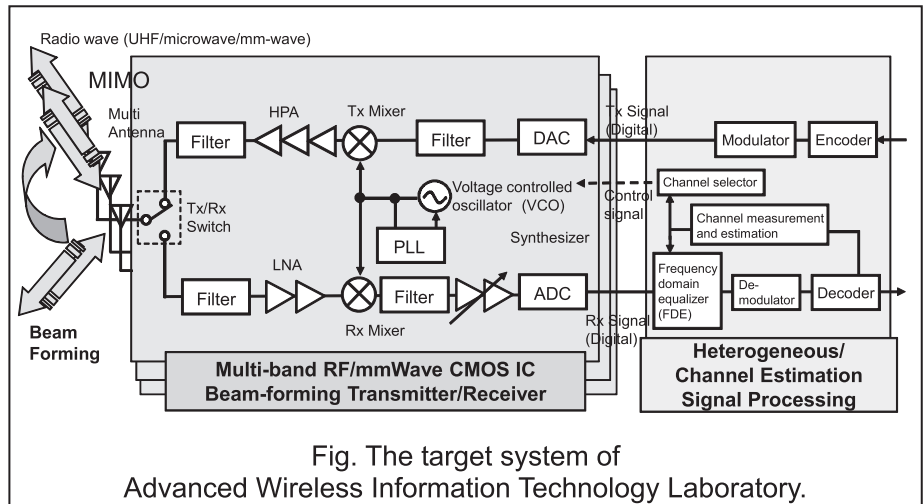 Radio wave (UHF/microwave/mm-wave)
MIMO
Multi
Antenna
HPA
Tx Mixer
Filter
Filter
DAC
Tx Signal
(Digital)
Modulator
Encoder
Tx/Rx
Switch
Voltage controlled
oscillator (VCO)
PLL
Synthesizer
Control
signal
Channel selector
Channel measurement
and estimation
LNA
Filter
Rx Mixer
Filter
ADC
Rx Signal
(Digital)
Frequency
domain
equalizer
(FDE)
De-
modulator
Decoder
Beam
Forming
Multi-band RF/mmWave CMOS IC
Beam-forming Transmitter/Receiver
Heterogeneous/
Channel Estimation
Signal Processing
Fig. The target system of
Advanced Wireless Information Technology Laboratory.